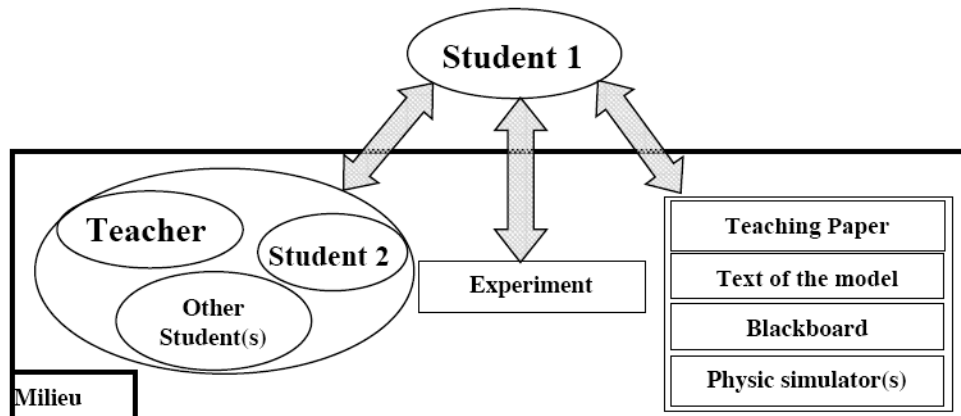 Student 1
Teacher
Student 2
Other
Student(s)
Experiment
Teaching Paper
Text of the model
Blackboard
Physic simulator(s)
Milieu